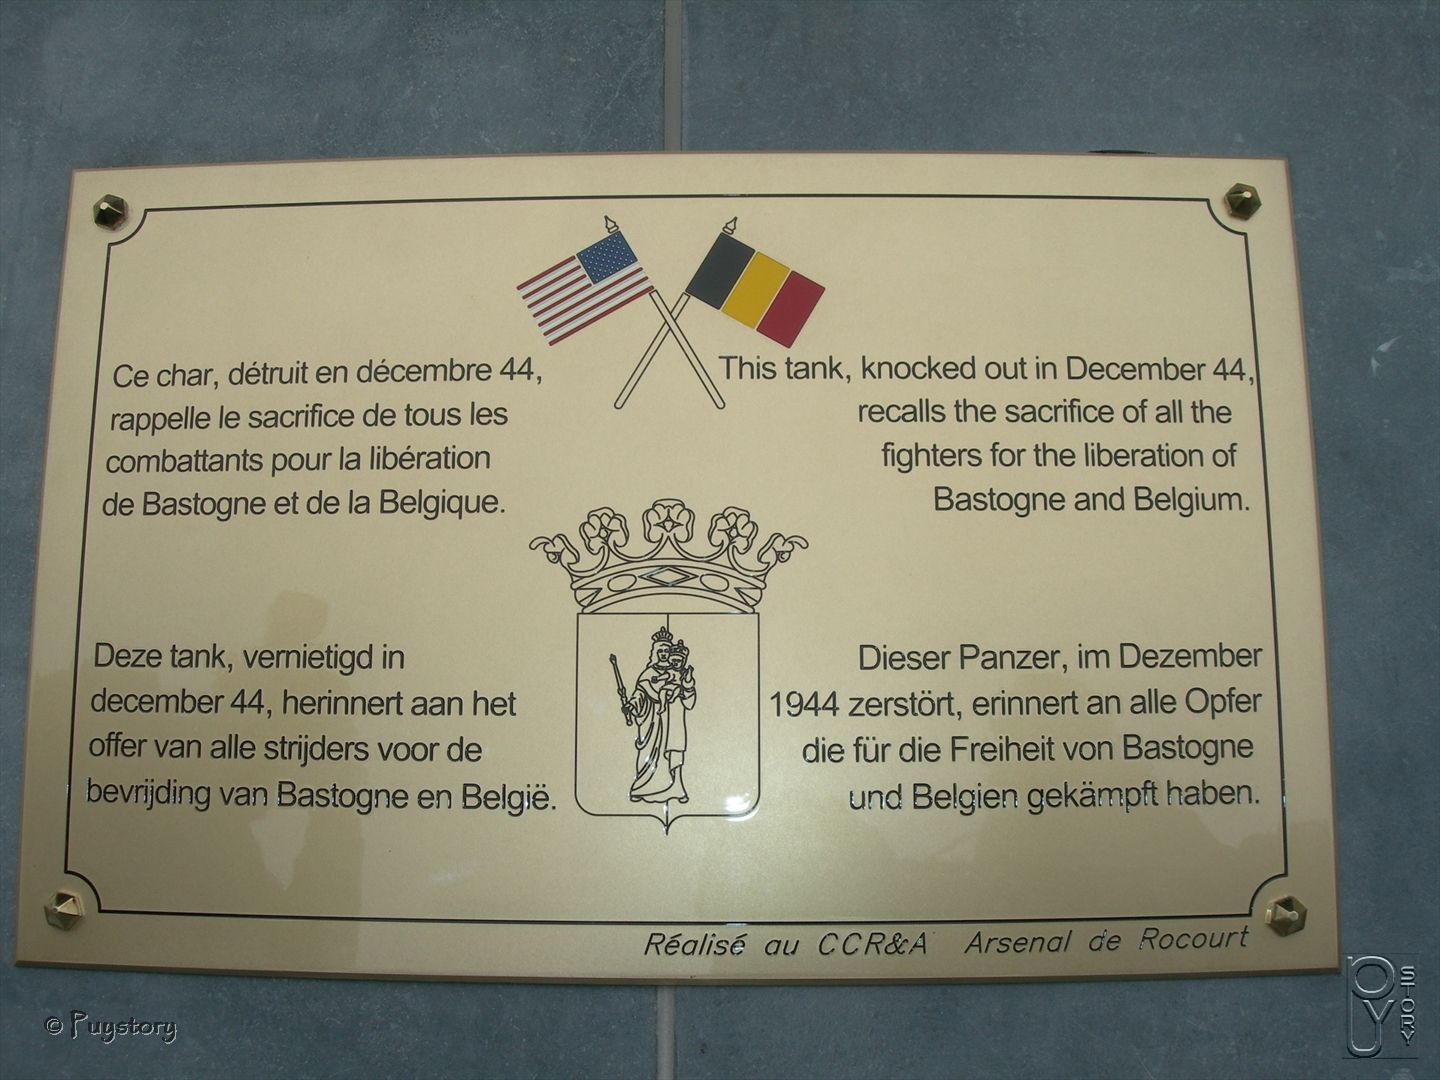 Ce char, détruit en décembre 44,
rappelle le sacrifice de tous les
combattants pour la libération
de Bastogne et de la Belgique.
This tank, knocked out in December 44,
recalls the sacrifice of all the
fighters for the liberation of
Bastogne and Belgium.
Deze tank, vernietigd in
december 44, herinnert aan het
offer van alle strijders voor de
bevrijding van Bastogne en België.
Dieser Panzer, im Dezember
1944 zerstört, erinnert an alle Opfer
die für die Freiheit von Bastogne
und Belgien gekämpft haben.
Réalisé au CCR&A Arsenal de Rocourt
© Puystory
PUY STORY